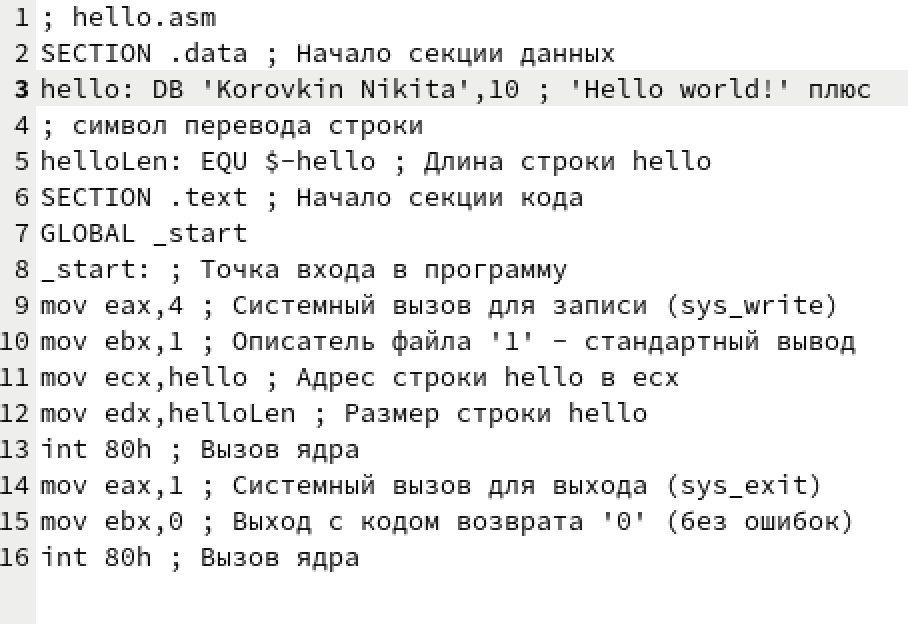 1 ; hello.asm
2 SECTION .data ; Начало секции данных
3 hello: DB 'Korovkin Nikita',10 ; 'Hello world!' плюс
4 ; символ перевода строки
5 helloLen: EQU $-hello ; Длина строки hello
6 SECTION .text ; Начало секции кода
7 GLOBAL _start
8 _start: ; Точка входа в программу
9 mov eax,4 ; Системный вызов для записи (sys_write)
10 mov ebx,1 ; Описатель файла '1' - стандартный вывод
11 mov ecx,hello ; Адрес строки hello в ecx
12 mov edx,helloLen ; Размер строки hello
13 int 80h ; Вызов ядра
14 mov eax,1 ; Системный вызов для выхода (sys_exit)
15 mov ebx,0 ; Выход с кодом возврата '0' (без ошибок)
16 int 80h ; Вызов ядра